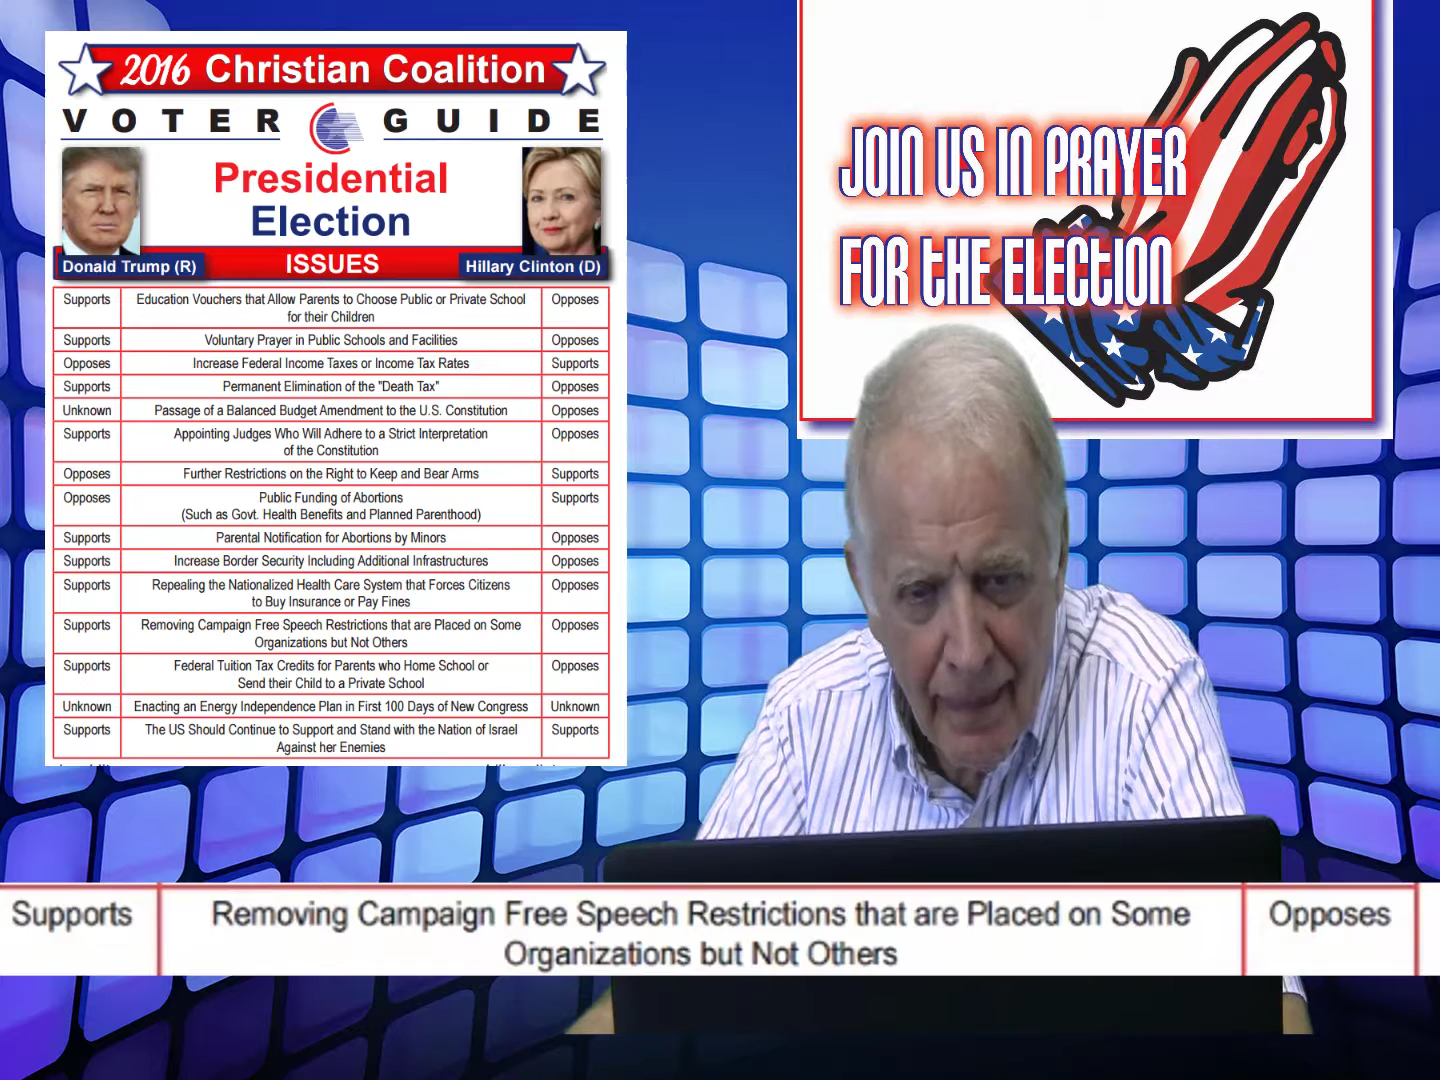 2016 Christian Coalition
VOTER GUIDE
Presidential
Election
Donald Trump (R)
ISSUES
Hillary Clinton (D)
Supports Education Vouchers that Allow Parents to Choose Public or Private School Opposes
for their Children
Supports Voluntary Prayer in Public Schools and Facilities Opposes
Opposes Increase Federal Income Taxes or Income Tax Rates Supports
Supports Permanent Elimination of the "Death Tax" Opposes
Unknown Passage of a Balanced Budget Amendment to the U.S. Constitution Opposes
Supports Appointing Judges Who Will Adhere to a Strict Interpretation Opposes
of the Constitution
Opposes Further Restrictions on the Right to Keep and Bear Arms Supports
Opposes Public Funding of Abortions Supports
(Such as Govt. Health Benefits and Planned Parenthood)
Supports Parental Notification for Abortions by Minors Opposes
Supports Increase Border Security Including Additional Infrastructures Opposes
Supports Repealing the Nationalized Health Care System that Forces Citizens Opposes
to Buy Insurance or Pay Fines
Supports Removing Campaign Free Speech Restrictions that are Placed on Some Opposes
Organizations but Not Others
Supports Federal Tuition Tax Credits for Parents who Home School or Opposes
Send their Child to a Private School
Unknown Enacting an Energy Independence Plan in First 100 Days of New Congress Unknown
Supports The US Should Continue to Support and Stand with the Nation of Israel Supports
Against her Enemies
JOIN US IN PRAYER
FOR tHE ELECtION
Supports Removing Campaign Free Speech Restrictions that are Placed on Some Opposes
Organizations but Not Others